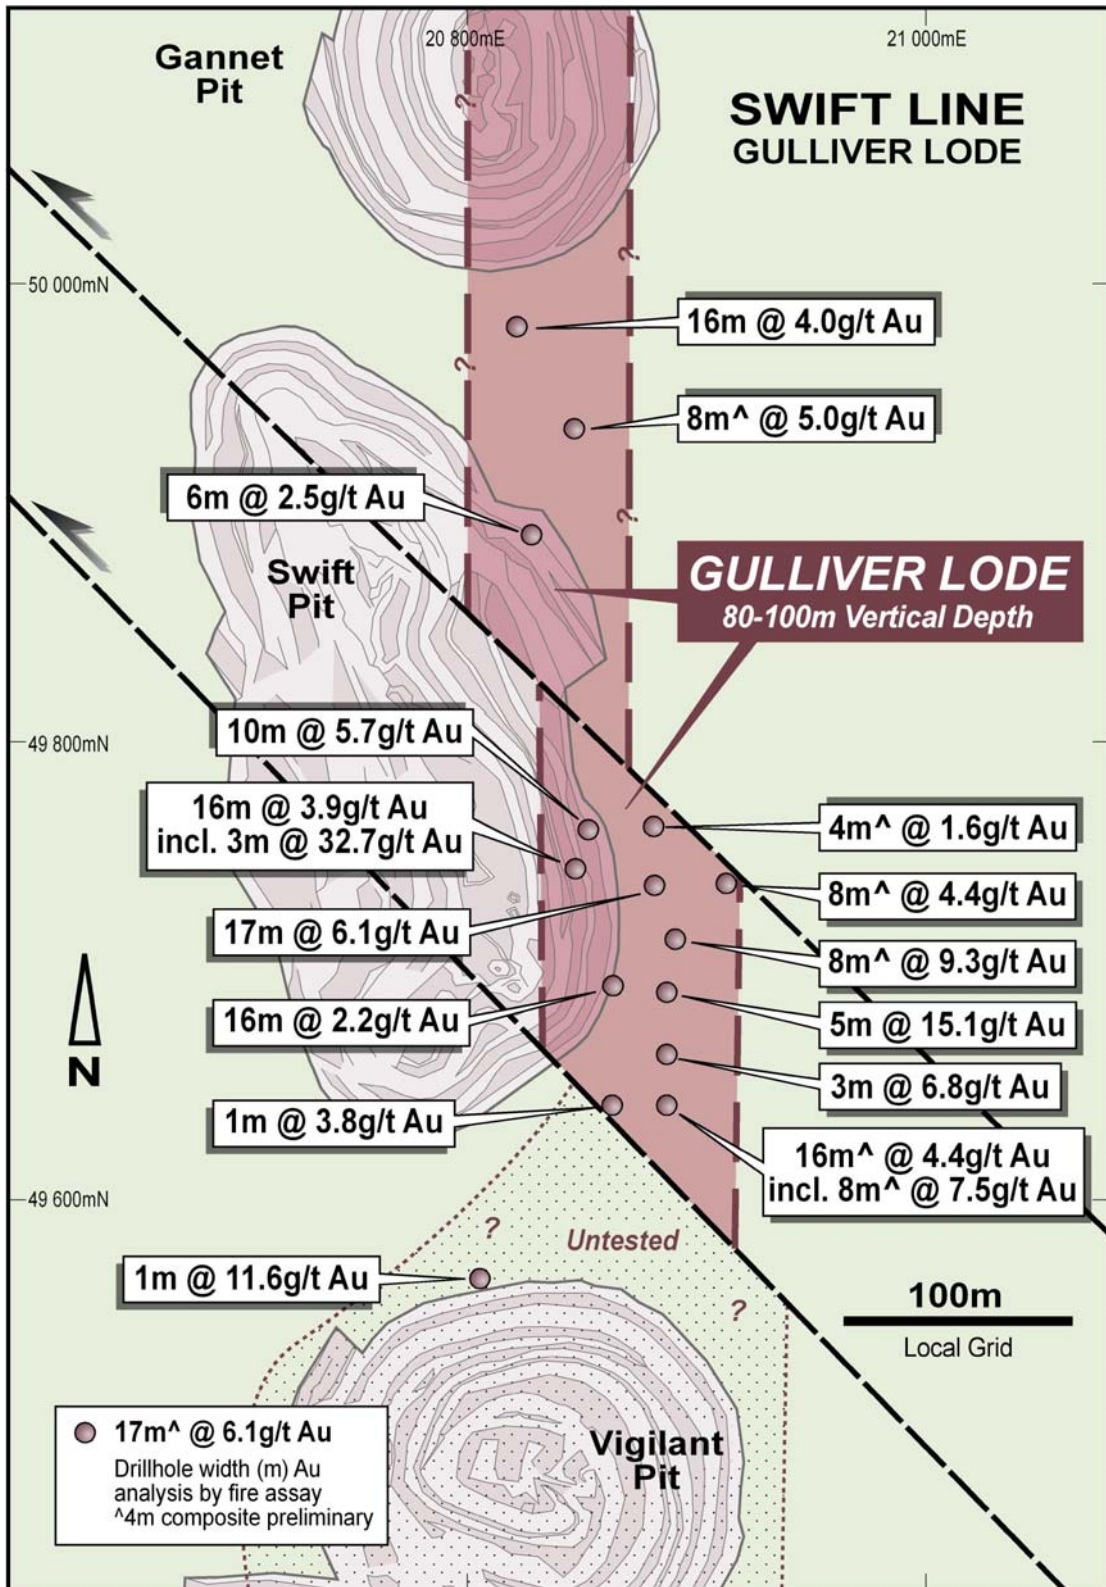 20 800mE
21 000mE
Gannet
Pit
SWIFT LINE
GULLIVER LODE
?
?
50 000mN
16m @ 4.0g/t Au
?
8m^ @ 5.0g/t Au
6m @ 2.5g/t Au
?
GULLIVER LODE
80-100m Vertical Depth
Swift
Pit
10m @ 5.7g/t Au
49 800mN
16m @ 3.9g/t Au
incl. 3m @ 32.7g/t Au
4m^ @ 1.6g/t Au
8m^ @ 4.4g/t Au
17m @ 6.1g/t Au
8m^ @ 9.3g/t Au
16m @ 2.2g/t Au
5m @ 15.1g/t Au
N
3m @ 6.8g/t Au
1m @ 3.8g/t Au
16m^ @ 4.4g/t Au
incl. 8m^ @ 7.5g/t Au
49 600mN
?
Untested
1m @ 11.6g/t Au
?
100m
Local Grid
17m^ @ 6.1g/t Au
Drillhole width (m) Au
analysis by fire assay
^4m composite preliminary
Vigilant
Pit